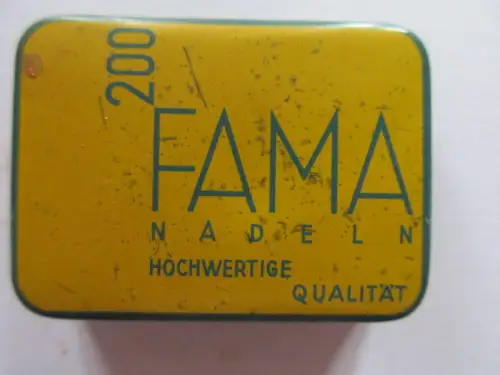 200
FAMA
NADELN
HOCHWERTIGE
QUALITÄT